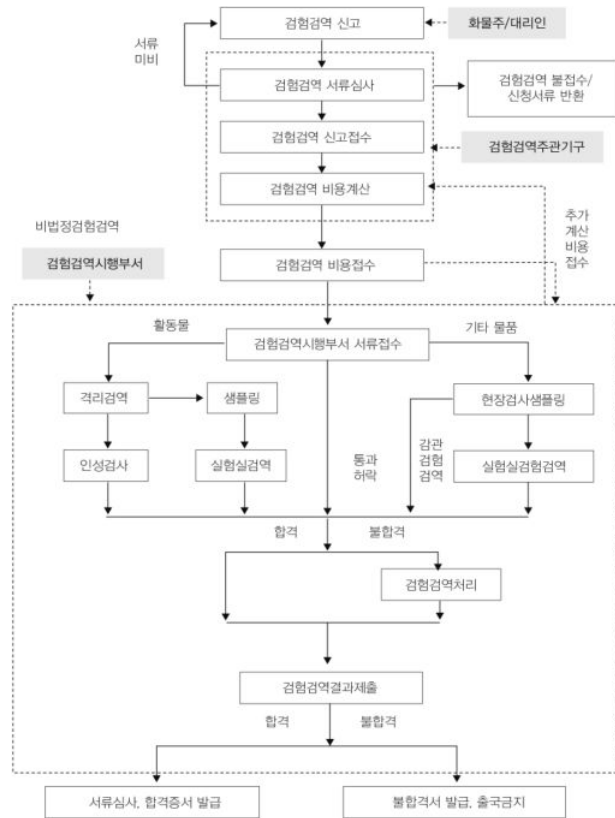 검험검역 신고
화물주/대리인
서류
미비
검험검역 서류심사
검험검역 불접수/
신청서류 반환
검험검역 신고접수
검험검역주관기구
검험검역 비용계산
비법정검험검역
추가
계산
비용
접수
검험검역시행부서
검험검역 비용접수
활동물
기타 물품
검험검역시행부서 서류접수
격리검역
샘플링
현장검사샘플링
통과
허락
감관
검험
검역
인성검사
실험실검역
실험실검험검역
합격
불합격
검험검역처리
검험검역결과제출
합격
불합격
서류심사, 합격증서 발급
불합격서 발급, 출국금지